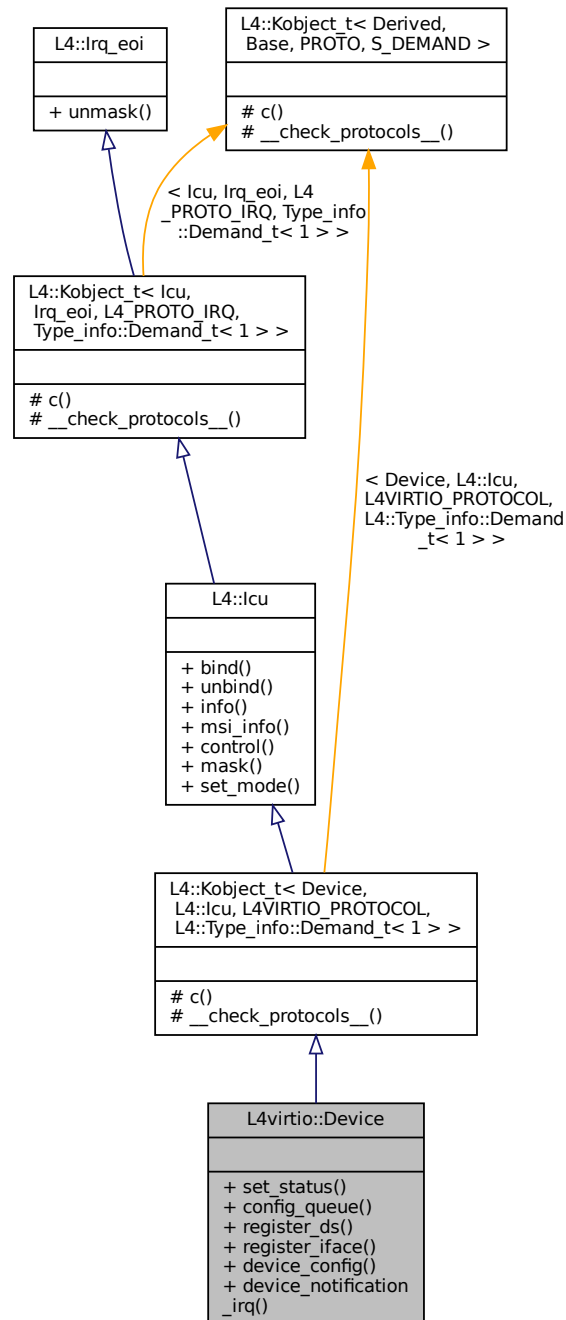 L4::Irq_eoi
+ unmask()
L4::Kobject_t< Derived,
Base, PROTO, S_DEMAND >
# c()
# __check_protocols__()
< Icu, Irq_eoi, L4
_PROTO_IRQ, Type_info
::Demand_t< 1 > >
L4::Kobject_t< Icu,
Irq_eoi, L4_PROTO_IRQ,
Type_info::Demand_t< 1 > >
# c()
# __check_protocols__()
< Device, L4::Icu,
L4VIRTIO_PROTOCOL,
L4::Type_info::Demand
_t< 1 > >
L4::Icu
+ bind()
+ unbind()
+ info()
+ msi_info()
+ control()
+ mask()
+ set_mode()
L4::Kobject_t< Device,
L4::Icu, L4VIRTIO_PROTOCOL,
L4::Type_info::Demand_t< 1 > >
# c()
# __check_protocols__()
L4virtio::Device
+ set_status()
+ config_queue()
+ register_ds()
+ register_iface()
+ device_config()
+ device_notification
_irq()